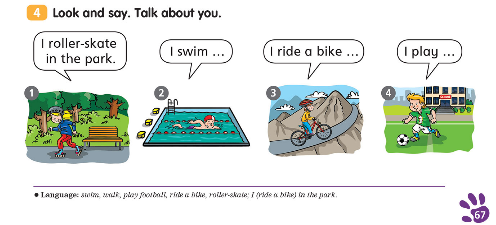 4 Look and say. Talk about you.
I roller-skate
in the park.
I swim ...
I ride a bike ...
I play ...
1
2
3
4
● Language: swim, walk, play football, ride a bike, roller-skate; I (ride a bike) in the park.
67